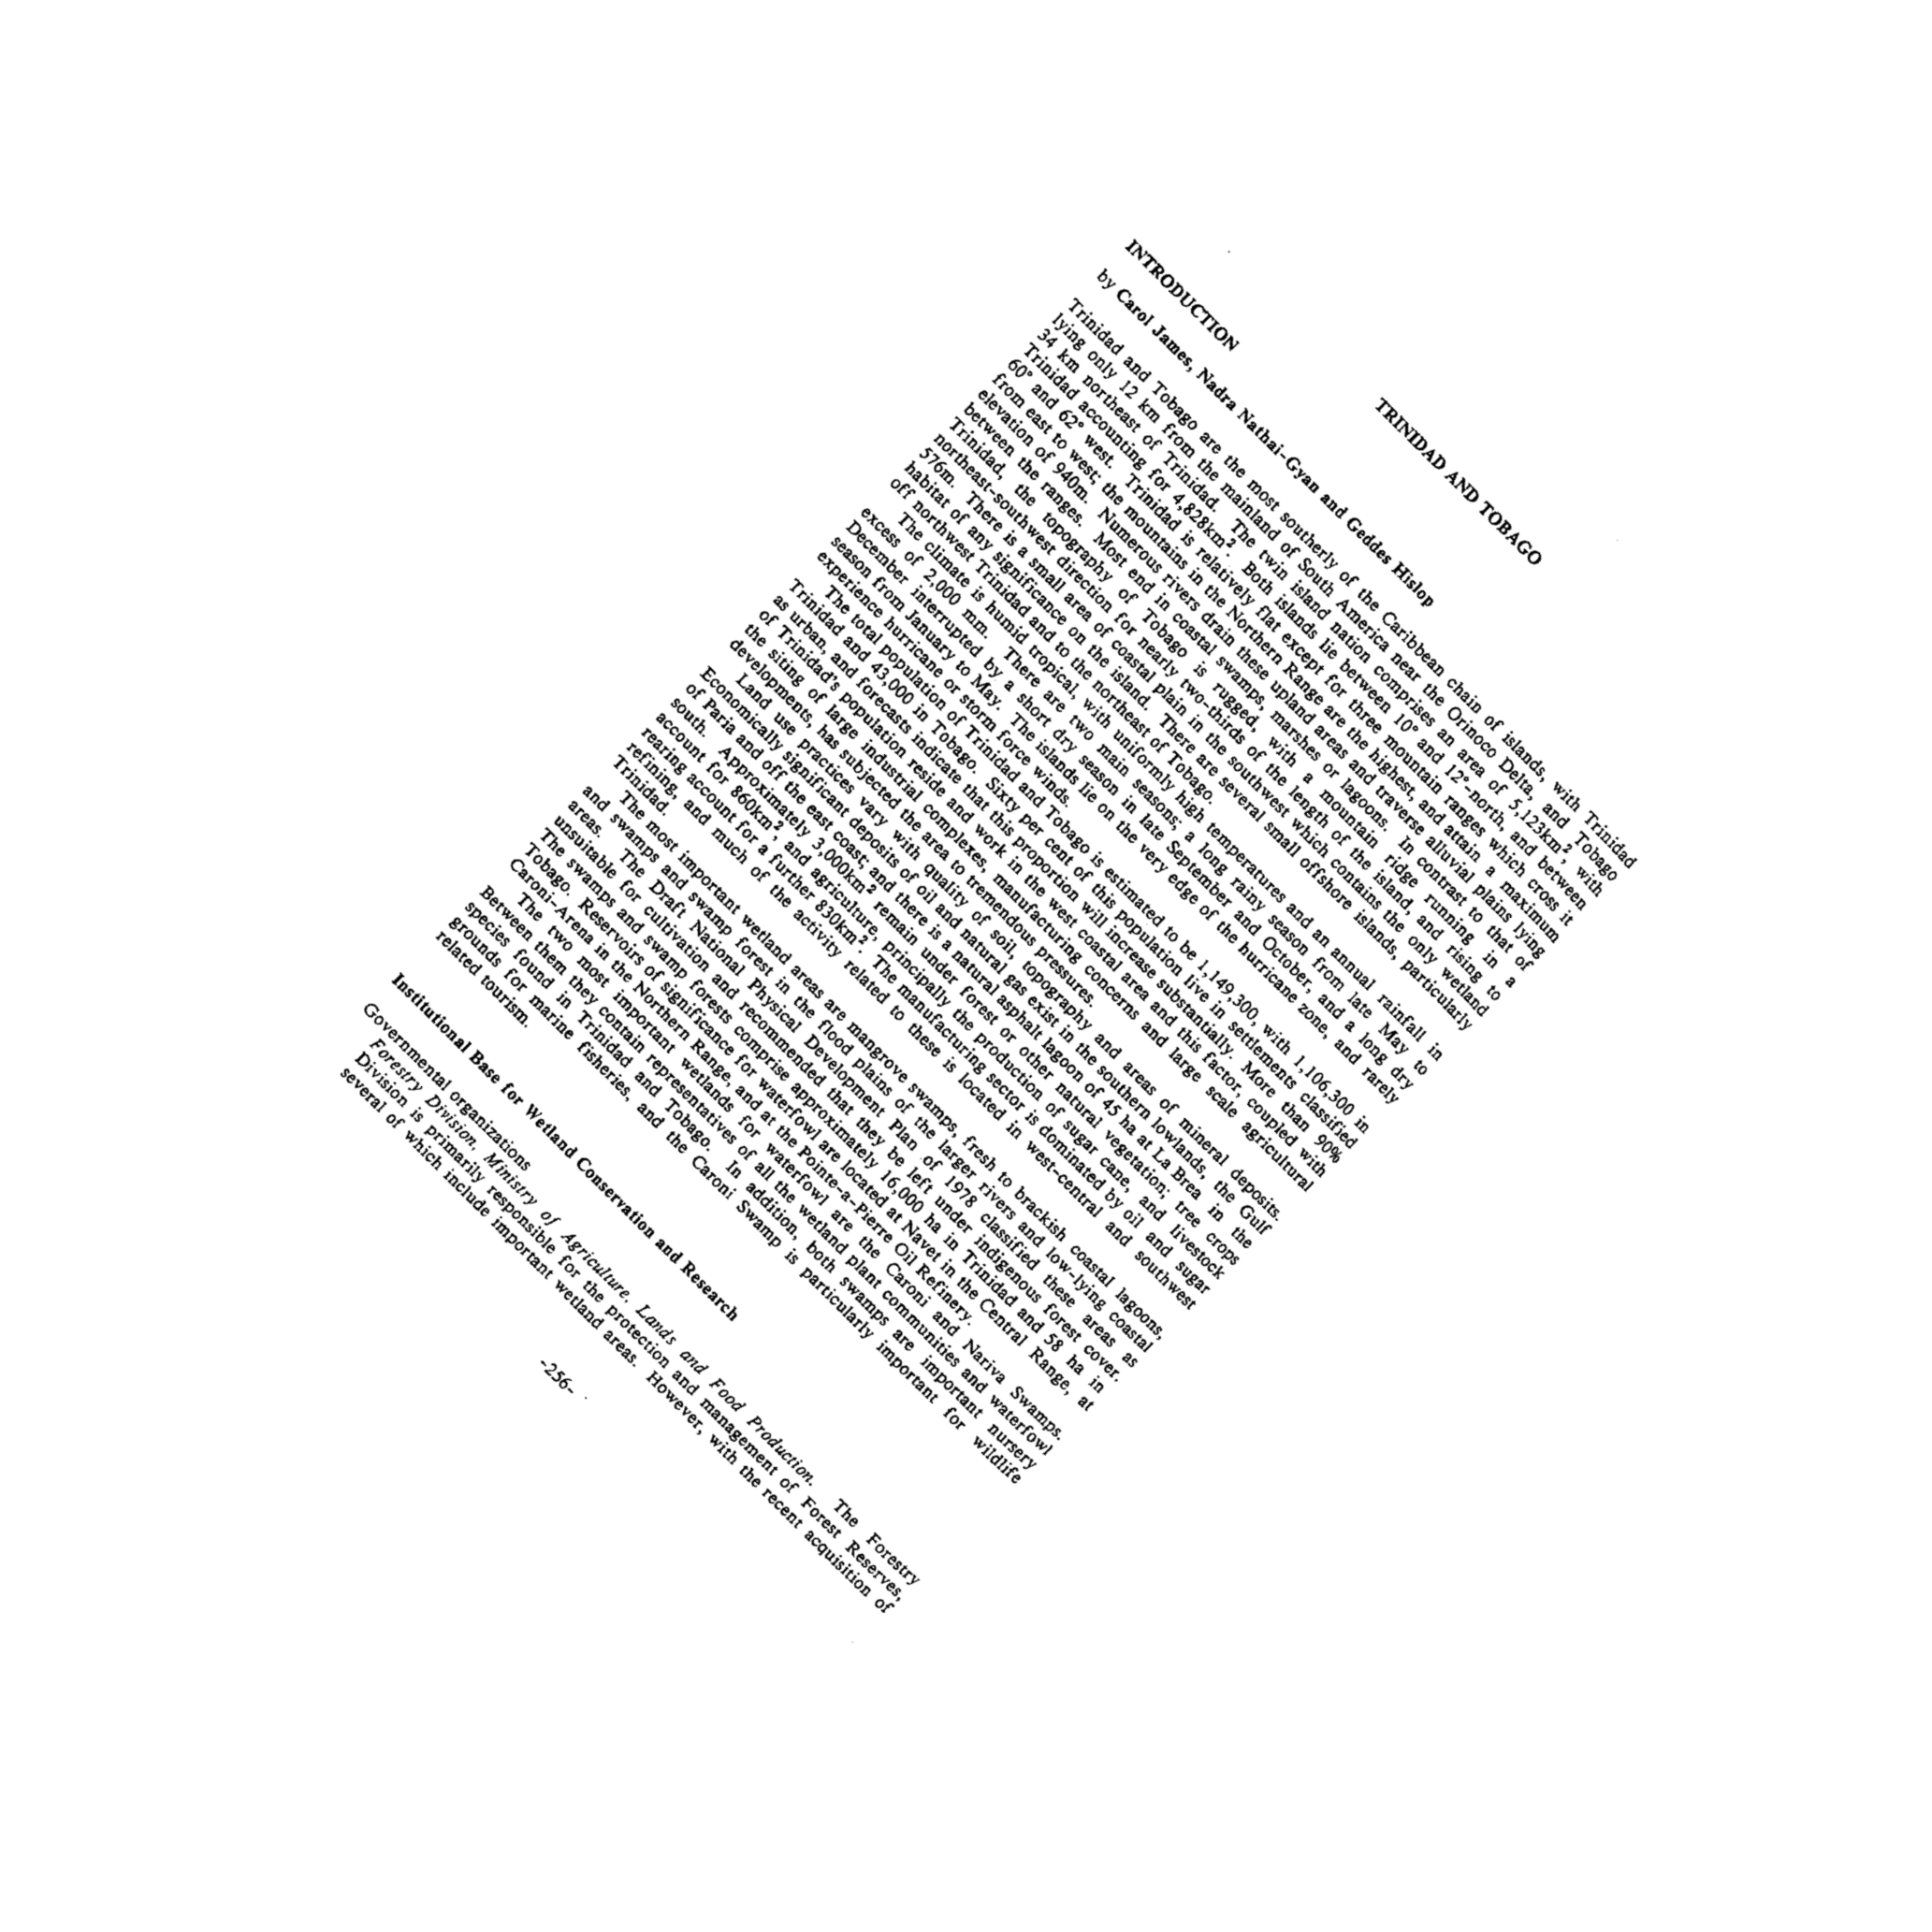 TRINIDAD AND TOBAGO
INTRODUCTION
by Carol James, Nadra Nathai-Gyan and Geddes Hislop
Trinidad and Tobago are the most southerly of the Caribbean chain of islands, with Trinidad
lying only 12 km from the mainland of South America near the Orinoco Delta, and Tobago
34 km northeast of Trinidad. The twin island nation comprises an area of 5,123km², with
Trinidad accounting for 4,828km². Both islands lie between 10° and 12° north, and between
60° and 62° west. Trinidad is relatively flat except for three mountain ranges which cross it
from east to west; the mountains in the Northern Range are the highest, and attain a maximum
elevation of 940m. Numerous rivers drain these upland areas and traverse alluvial plains lying
between the ranges. Most end in coastal swamps, marshes or lagoons. In contrast to that of
Trinidad, the topography of Tobago is rugged, with a mountain ridge running in a
northeast-southwest direction for nearly two-thirds of the length of the island, and rising to
576m. There is a small area of coastal plain in the southwest which contains the only wetland
habitat of any significance on the island. There are several small offshore islands, particularly
off northwest Trinidad and to the northeast of Tobago.
The climate is humid tropical, with uniformly high temperatures and an annual rainfall in
excess of 2,000 mm. There are two main seasons; a long rainy season from late May to
December interrupted by a short dry season in late September and October, and a long dry
season from January to May. The islands lie on the very edge of the hurricane zone, and rarely
experience hurricane or storm force winds.
The total population of Trinidad and Tobago is estimated to be 1,149,300, with 1,106,300 in
Trinidad and 43,000 in Tobago. Sixty per cent of this population live in settlements classified
as urban, and forecasts indicate that this proportion will increase substantially. More than 90%
of Trinidad's population reside and work in the west coastal area and this factor, coupled with
the siting of large industrial complexes, manufacturing concerns and large scale agricultural
developments, has subjected the area to tremendous pressures.
Land use practices vary with quality of soil, topography and areas of mineral deposits.
Economically significant deposits of oil and natural gas exist in the southern lowlands, the Gulf
of Paria and off the east coast; and there is a natural asphalt lagoon of 45 ha at La Brea in the
south. Approximately 3,000km² remain under forest or other natural vegetation; tree crops
account for 860km², and agriculture, principally the production of sugar cane, and livestock
rearing account for a further 830km². The manufacturing sector is dominated by oil and sugar
refining, and much of the activity related to these is located in west-central and southwest
Trinidad.
The most important wetland areas are mangrove swamps, fresh to brackish coastal lagoons,
and swamps and swamp forest in the flood plains of the larger rivers and low-lying coastal
areas. The Draft National Physical Development Plan of 1978 classified these areas as
unsuitable for cultivation and recommended that they be left under indigenous forest cover.
The swamps and swamp forests comprise approximately 16,000 ha in Trinidad and 58 ha in
Tobago. Reservoirs of significance for waterfowl are located at Navet in the Central Range, at
Caroni-Arena in the Northern Range, and at the Pointe-a-Pierre Oil Refinery.
The two most important wetlands for waterfowl are the Caroni and Nariva Swamps.
Between them they contain representatives of all the wetland plant communities and waterfowl
species found in Trinidad and Tobago. In addition, both swamps are important nursery
grounds for marine fisheries, and the Caroni Swamp is particularly important for wildlife
related tourism.
Institutional Base for Wetland Conservation and Research
Governmental organizations
Forestry Division, Ministry of Agriculture, Lands and Food Production. The Forestry
Division is primarily responsible for the protection and management of Forest Reserves,
several of which include important wetland areas. However, with the recent acquisition of
-256-